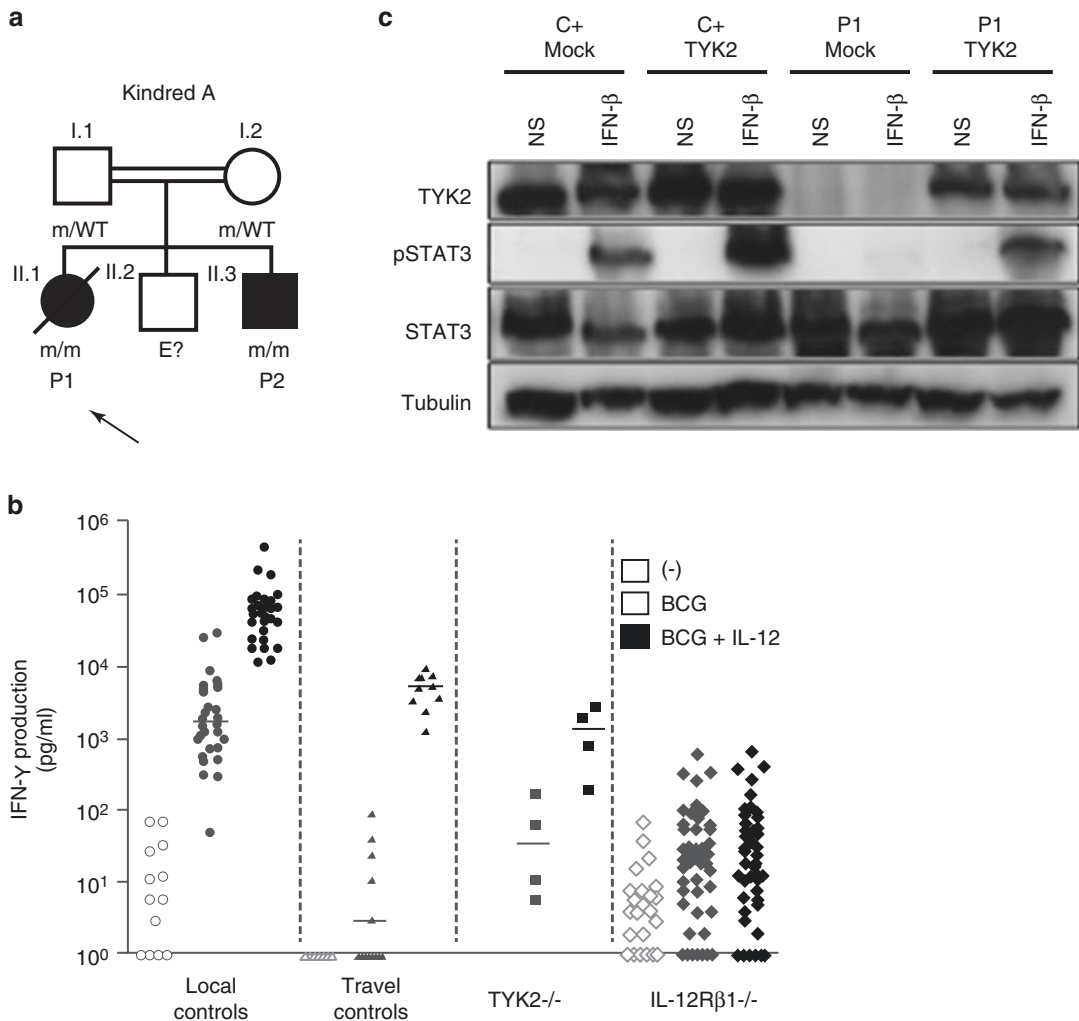 a
Kindred A
I.1
I.2
m/WT
m/WT
II.1
II.2
II.3
m/m
E?
m/m
P1
P2
c
C+
Mock
C+
TYK2
P1
Mock
P1
TYK2
NS
IFN-β
NS
IFN-β
NS
IFN-β
NS
IFN-β
TYK2
pSTAT3
STAT3
Tubulin
b
IFN-γ production
(pg/ml)
10⁶
10⁵
10⁴
10³
10²
10¹
10⁰
(-)
BCG
BCG + IL-12
Local
controls
Travel
controls
TYK2-/-
IL-12Rβ1-/-